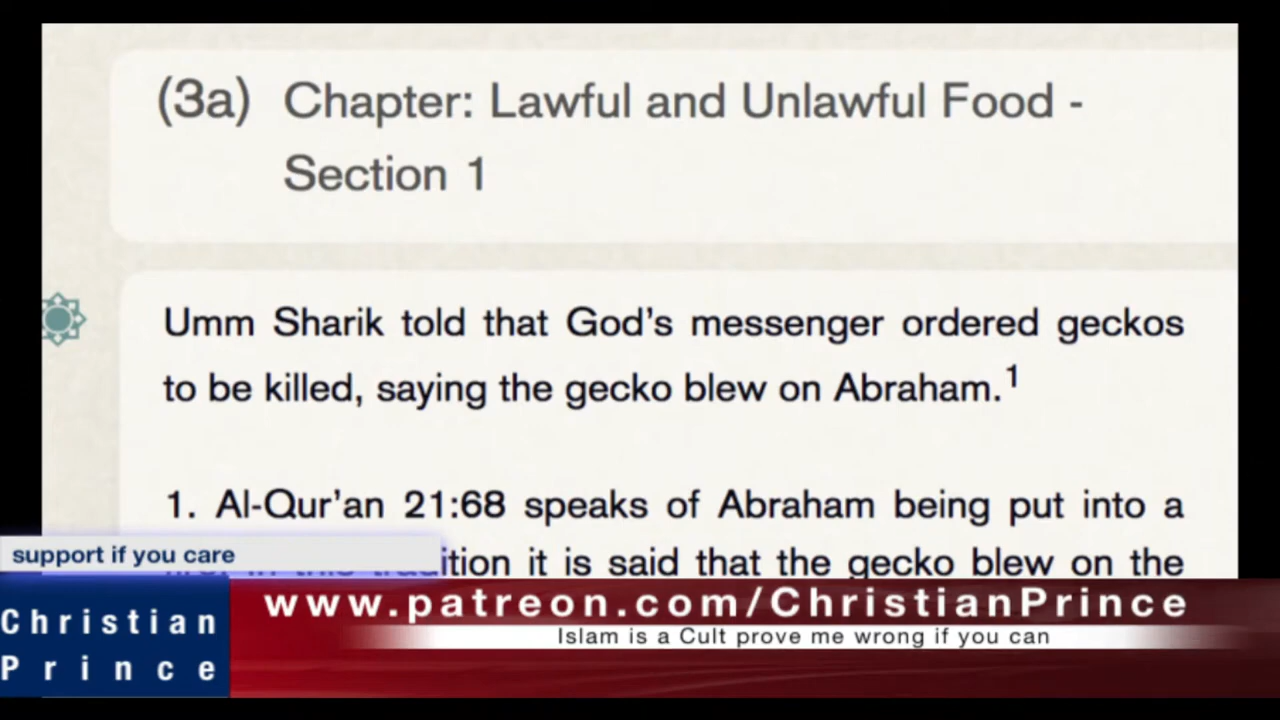 (3a) Chapter: Lawful and Unlawful Food -
Section 1
Umm Sharik told that God's messenger ordered geckos
to be killed, saying the gecko blew on Abraham.1
1. Al-Qur'an 21:68 speaks of Abraham being put into a
it is said that the gecko blew on the
support if you care
Christian
Prince
www.patreon.com/ChristianPrince
Islam is a Cult prove me wrong if you can